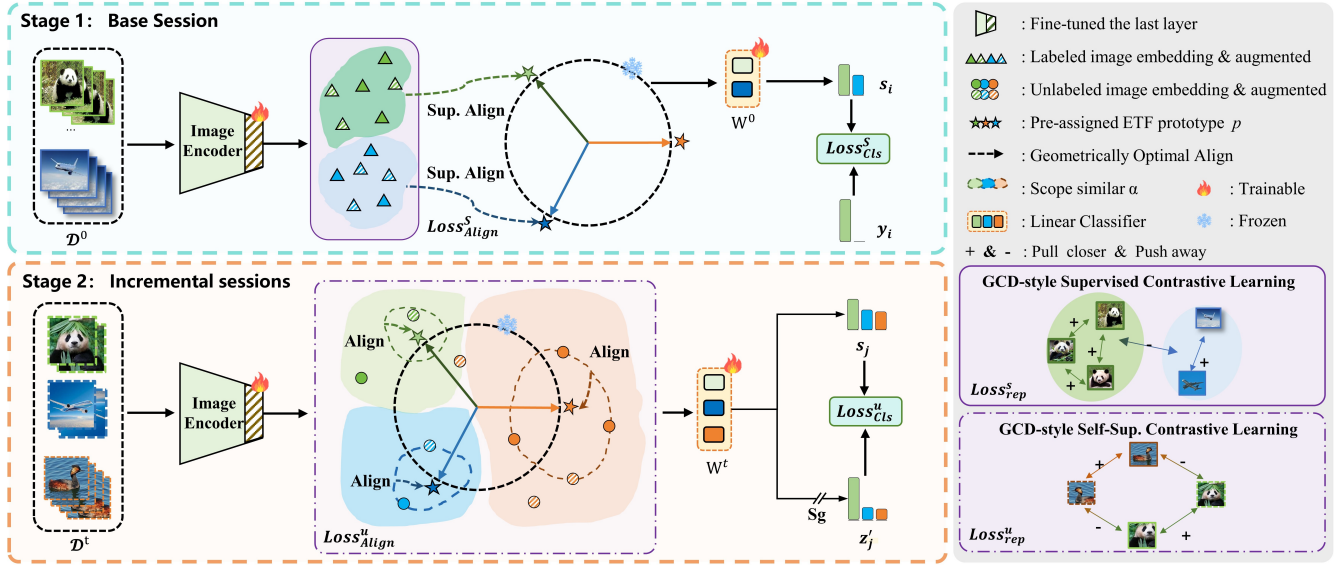 Stage 1: Base Session
...
𝒟⁰
Image
Encoder
Sup. Align
Sup. Align
Loss^S_Align
W⁰
s_i
Loss^S_Cls
y_i
Stage 2: Incremental sessions
𝒟ᵗ
Image
Encoder
Align
Align
Align
Loss^u_Align
Wᵗ
s_j
Loss^u_Cls
Sg
z'_j
: Fine-tuned the last layer
: Labeled image embedding & augmented
: Unlabeled image embedding & augmented
: Pre-assigned ETF prototype p
: Geometrically Optimal Align
: Scope similar α
: Trainable
: Linear Classifier
: Frozen
+ & - : Pull closer & Push away
GCD-style Supervised Contrastive Learning
+
+
+
-
+
Loss^s_rep
GCD-style Self-Sup. Contrastive Learning
+
-
-
+
Loss^u_rep